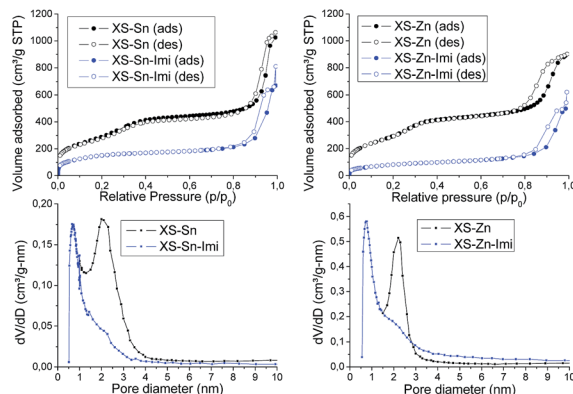 1200
1000
800
600
400
200
0
Volume adsorbed (cm³/g STP)
XS-Sn (ads)
XS-Sn (des)
XS-Sn-Imi (ads)
XS-Sn-Imi (des)
0,0 0,2 0,4 0,6 0,8 1,0
Relative Pressure (p/p₀)
1200
1000
800
600
400
200
0
Volume adsorbed (cm³/g STP)
XS-Zn (ads)
XS-Zn (des)
XS-Zn-Imi (ads)
XS-Zn-Imi (des)
0,0 0,2 0,4 0,6 0,8 1,0
Relative pressure (p/p₀)
0,20
0,15
0,10
0,05
0,00
dV/dD (cm³/g-nm)
XS-Sn
XS-Sn-Imi
0 1 2 3 4 5 6 7 8 9 10
Pore diameter (nm)
0,6
0,5
0,4
0,3
0,2
0,1
0,0
dV/dD (cm³/g-nm)
XS-Zn
XS-Zn-Imi
0 1 2 3 4 5 6 7 8 9 10
Pore diameter (nm)